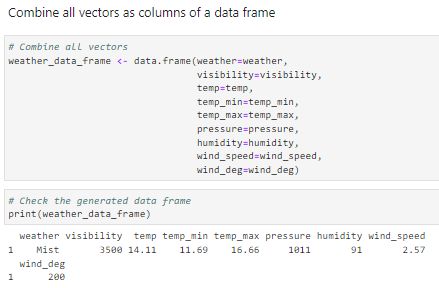 Combine all vectors as columns of a data frame
# Combine all vectors
weather_data_frame <- data.frame(weather=weather,
visibility=visibility,
temp=temp,
temp_min=temp_min,
temp_max=temp_max,
pressure=pressure,
humidity=humidity,
wind_speed=wind_speed,
wind_deg=wind_deg)
# Check the generated data frame
print(weather_data_frame)
weather visibility temp temp_min temp_max pressure humidity wind_speed
1 Mist 3500 14.11 11.69 16.66 1011 91 2.57
wind_deg
1 200